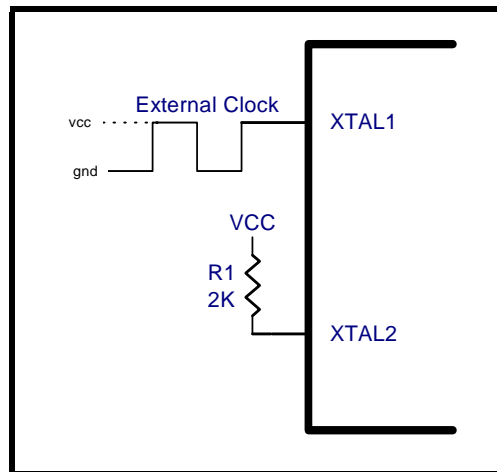 External Clock
vcc
gnd
XTAL1
VCC
R1
2K
XTAL2